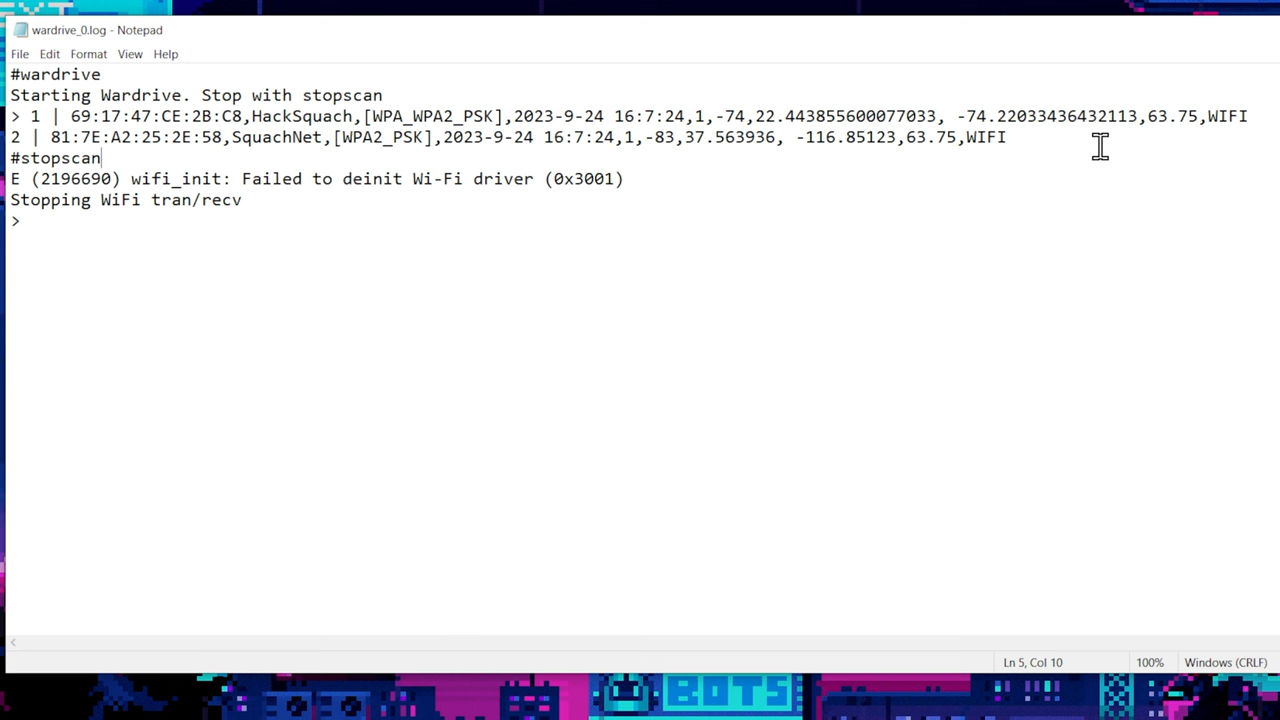 wardrive_0.log - Notepad
File Edit Format View Help
#wardrive
Starting Wardrive. Stop with stopscan
> 1 | 69:17:47:CE:2B:C8,HackSquach,[WPA_WPA2_PSK],2023-9-24 16:7:24,1,-74,22.443855600077033, -74.22033436432113,63.75,WIFI
2 | 81:7E:A2:25:2E:58,SquachNet,[WPA2_PSK],2023-9-24 16:7:24,1,-83,37.563936, -116.85123,63.75,WIFI
#stopscan
E (2196690) wifi_init: Failed to deinit Wi-Fi driver (0x3001)
Stopping WiFi tran/recv
>
Ln 5, Col 10 100% Windows (CRLF)
BOTS